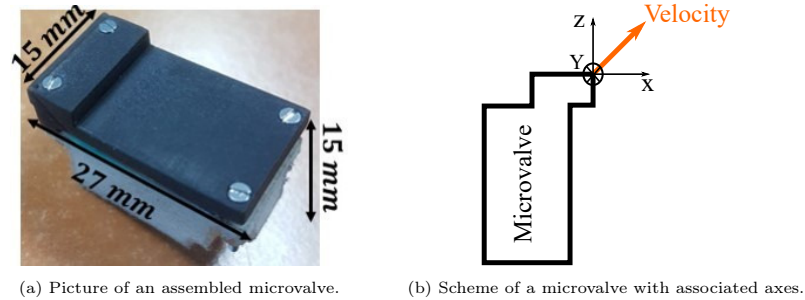 15 mm
15 mm
27 mm
Velocity
Z
Y
X
Microvalve
(a) Picture of an assembled microvalve.
(b) Scheme of a microvalve with associated axes.